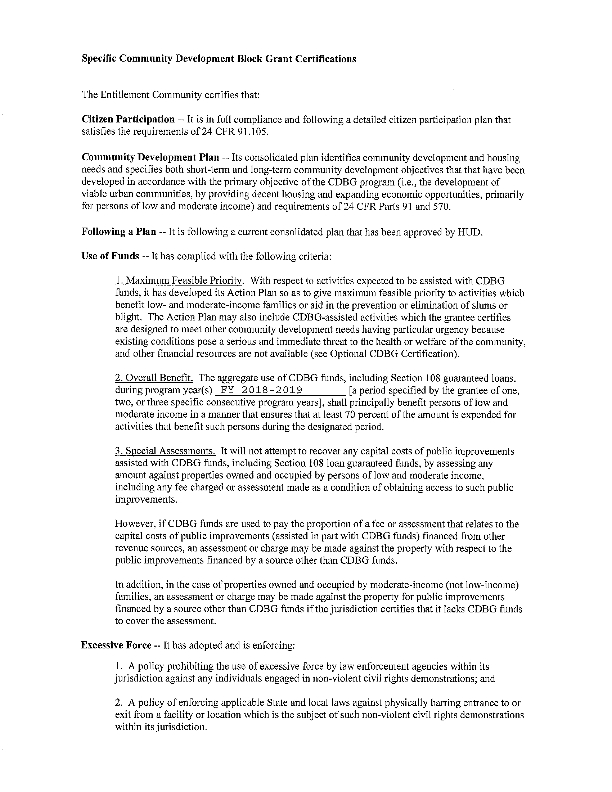 Specific Community Development Block Grant Certifications
The Entitlement Community certifies that:
Citizen Participation -- It is in full compliance and following a detailed citizen participation plan that
satisfies the requirements of 24 CFR 91.105.
Community Development Plan -- Its consolidated plan identifies community development and housing
needs and specifies both short-term and long-term community development objectives that that have been
developed in accordance with the primary objective of the CDBG program (i.e., the development of
viable urban communities, by providing decent housing and expanding economic opportunities, primarily
for persons of low and moderate income) and requirements of 24 CFR Parts 91 and 570.
Following a Plan -- It is following a current consolidated plan that has been approved by HUD.
Use of Funds -- It has complied with the following criteria:
1. Maximum Feasible Priority. With respect to activities expected to be assisted with CDBG
funds, it has developed its Action Plan so as to give maximum feasible priority to activities which
benefit low- and moderate-income families or aid in the prevention or elimination of slums or
blight. The Action Plan may also include CDBG-assisted activities which the grantee certifies
are designed to meet other community development needs having particular urgency because
existing conditions pose a serious and immediate threat to the health or welfare of the community,
and other financial resources are not available (see Optional CDBG Certification).
2. Overall Benefit. The aggregate use of CDBG funds, including Section 108 guaranteed loans,
during program year(s) FY 2018-2019 [a period specified by the grantee of one,
two, or three specific consecutive program years], shall principally benefit persons of low and
moderate income in a manner that ensures that at least 70 percent of the amount is expended for
activities that benefit such persons during the designated period.
3. Special Assessments. It will not attempt to recover any capital costs of public improvements
assisted with CDBG funds, including Section 108 loan guaranteed funds, by assessing any
amount against properties owned and occupied by persons of low and moderate income,
including any fee charged or assessment made as a condition of obtaining access to such public
improvements.
However, if CDBG funds are used to pay the proportion of a fee or assessment that relates to the
capital costs of public improvements (assisted in part with CDBG funds) financed from other
revenue sources, an assessment or charge may be made against the property with respect to the
public improvements financed by a source other than CDBG funds.
In addition, in the case of properties owned and occupied by moderate-income (not low-income)
families, an assessment or charge may be made against the property for public improvements
financed by a source other than CDBG funds if the jurisdiction certifies that it lacks CDBG funds
to cover the assessment.
Excessive Force -- It has adopted and is enforcing:
1. A policy prohibiting the use of excessive force by law enforcement agencies within its
jurisdiction against any individuals engaged in non-violent civil rights demonstrations; and
2. A policy of enforcing applicable State and local laws against physically barring entrance to or
exit from a facility or location which is the subject of such non-violent civil rights demonstrations
within its jurisdiction.